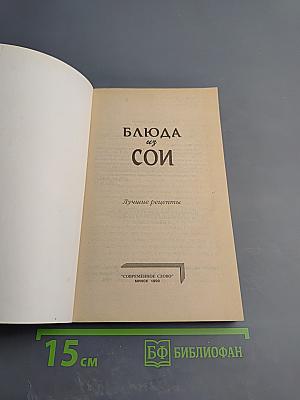 БЛЮДА
из
СОИ
Лучшие рецепты
"СОВРЕМЕННОЕ СЛОВО"
МИНСК 1999
15 см
БФ БИБЛИОФАН